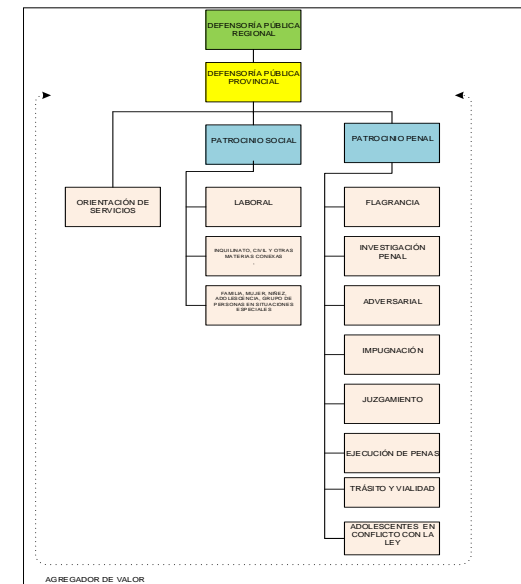 DEFENSORÍA PÚBLICA
REGIONAL
DEFENSORÍA PÚBLICA
PROVINCIAL
PATROCINIO SOCIAL
PATROCINIO PENAL
ORIENTACIÓN DE
SERVICIOS
LABORAL
INQUILINATO, CIVIL Y OTRAS
MATERIAS CONEXAS
.
FAMILIA, MUJER, NIÑEZ,
ADOLESCENCIA, GRUPO DE
PERSONAS EN SITUACIONES
ESPECIALES
FLAGRANCIA
INVESTIGACIÓN
PENAL
ADVERSARIAL
IMPUGNACIÓN
JUZGAMIENTO
EJECUCIÓN DE PENAS
TRÁSITO Y VIALIDAD
ADOLESCENTES EN
CONFLICTO CON LA
LEY
AGREGADOR DE VALOR